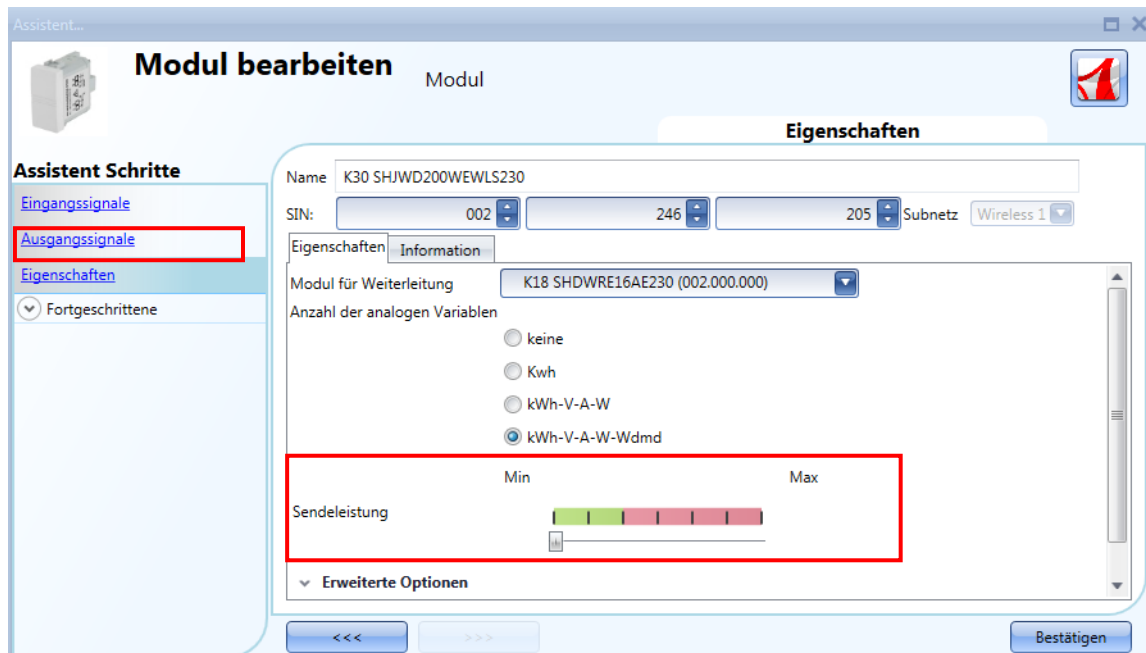 Assistent...
Modul bearbeiten Modul
Eigenschaften
Assistent Schritte
Eingangssignale
Ausgangssignale
Eigenschaften
Fortgeschrittene
Name K30 SHJWD200WEWLS230
SIN: 002 246 205 Subnetz Wireless 1
Eigenschaften Information
Modul für Weiterleitung K18 SHDWRE16AE230 (002.000.000)
Anzahl der analogen Variablen
keine
Kwh
kWh-V-A-W
kWh-V-A-W-Wdmd
Min Max
Sendeleistung
Erweiterte Optionen
<<< >>> Bestätigen